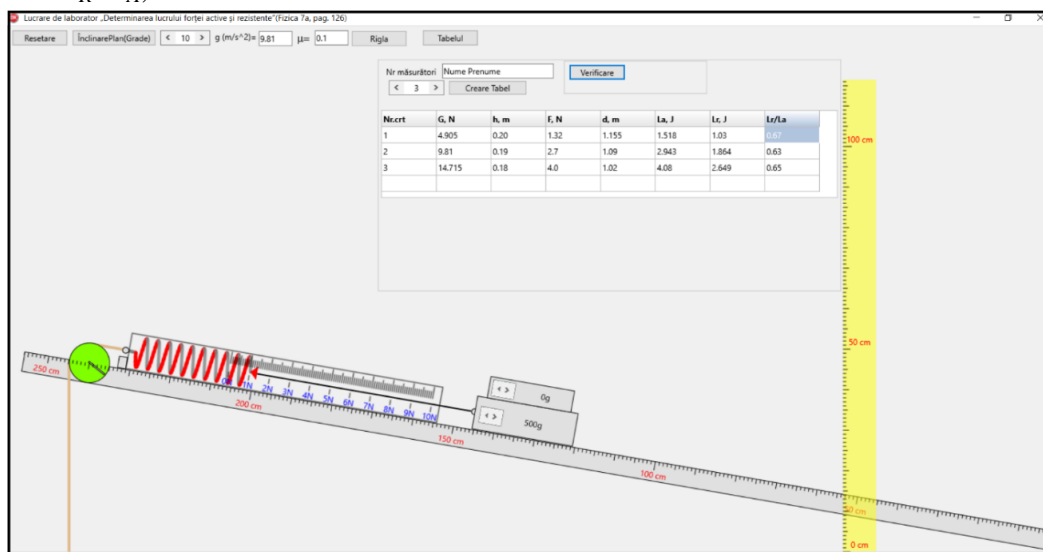 Lucrare de laborator „Determinarea lucrului forței active și rezistente"(Fizica 7a, pag. 126)
Resetare ÎnclinarePlan(Grade) < 10 > g (m/s^2)= 9.81 μ= 0.1 Rigla Tabelul
Nr măsurători Nume Prenume Verificare
< 3 > Creare Tabel
Nr.crt G, N h, m F, N d, m La, J Lr, J Lr/La
1 4.905 0.20 1.32 1.155 1.518 1.03 0.67
2 9.81 0.19 2.7 1.09 2.943 1.864 0.63
3 14.715 0.18 4.0 1.02 4.08 2.649 0.65
100 cm
50 cm
0 cm
250 cm
200 cm
150 cm
100 cm
1N 2N 3N 4N 5N 6N 7N 8N 9N 10N
< > 0g
< > 500g